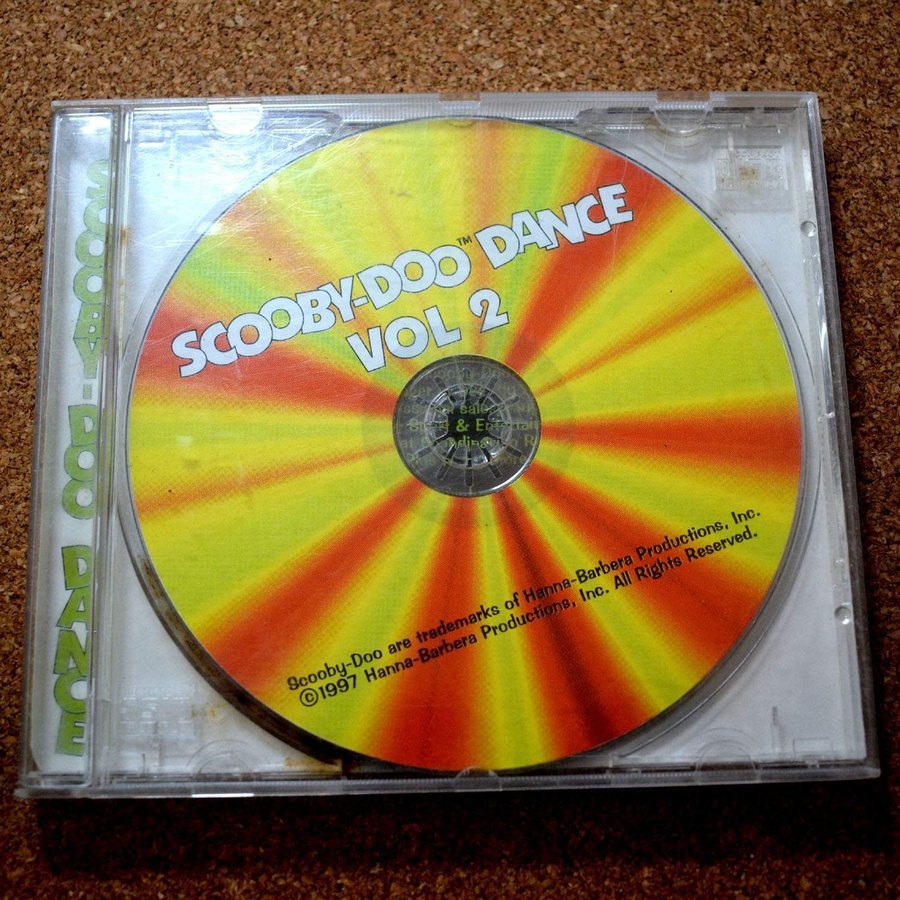 SCOOBY-DOO DANCE
SCOOBY-DOO™ DANCE
VOL 2
& Entertain
Scooby-Doo are trademarks of Hanna-Barbera Productions, Inc.
©1997 Hanna-Barbera Productions, Inc. All Rights Reserved.